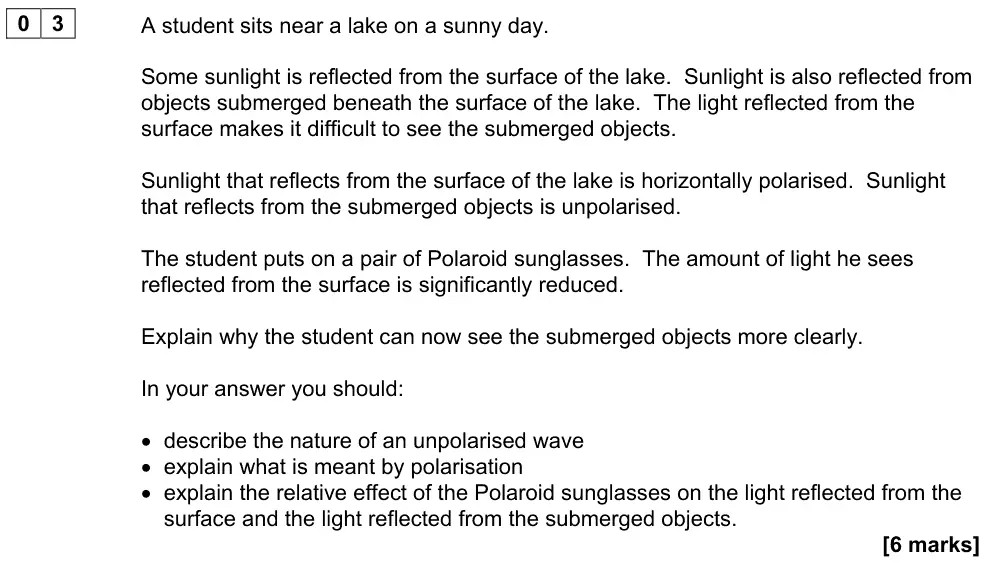 0 3
A student sits near a lake on a sunny day.
Some sunlight is reflected from the surface of the lake. Sunlight is also reflected from
objects submerged beneath the surface of the lake. The light reflected from the
surface makes it difficult to see the submerged objects.
Sunlight that reflects from the surface of the lake is horizontally polarised. Sunlight
that reflects from the submerged objects is unpolarised.
The student puts on a pair of Polaroid sunglasses. The amount of light he sees
reflected from the surface is significantly reduced.
Explain why the student can now see the submerged objects more clearly.
In your answer you should:
• describe the nature of an unpolarised wave
• explain what is meant by polarisation
• explain the relative effect of the Polaroid sunglasses on the light reflected from the
surface and the light reflected from the submerged objects.
[6 marks]